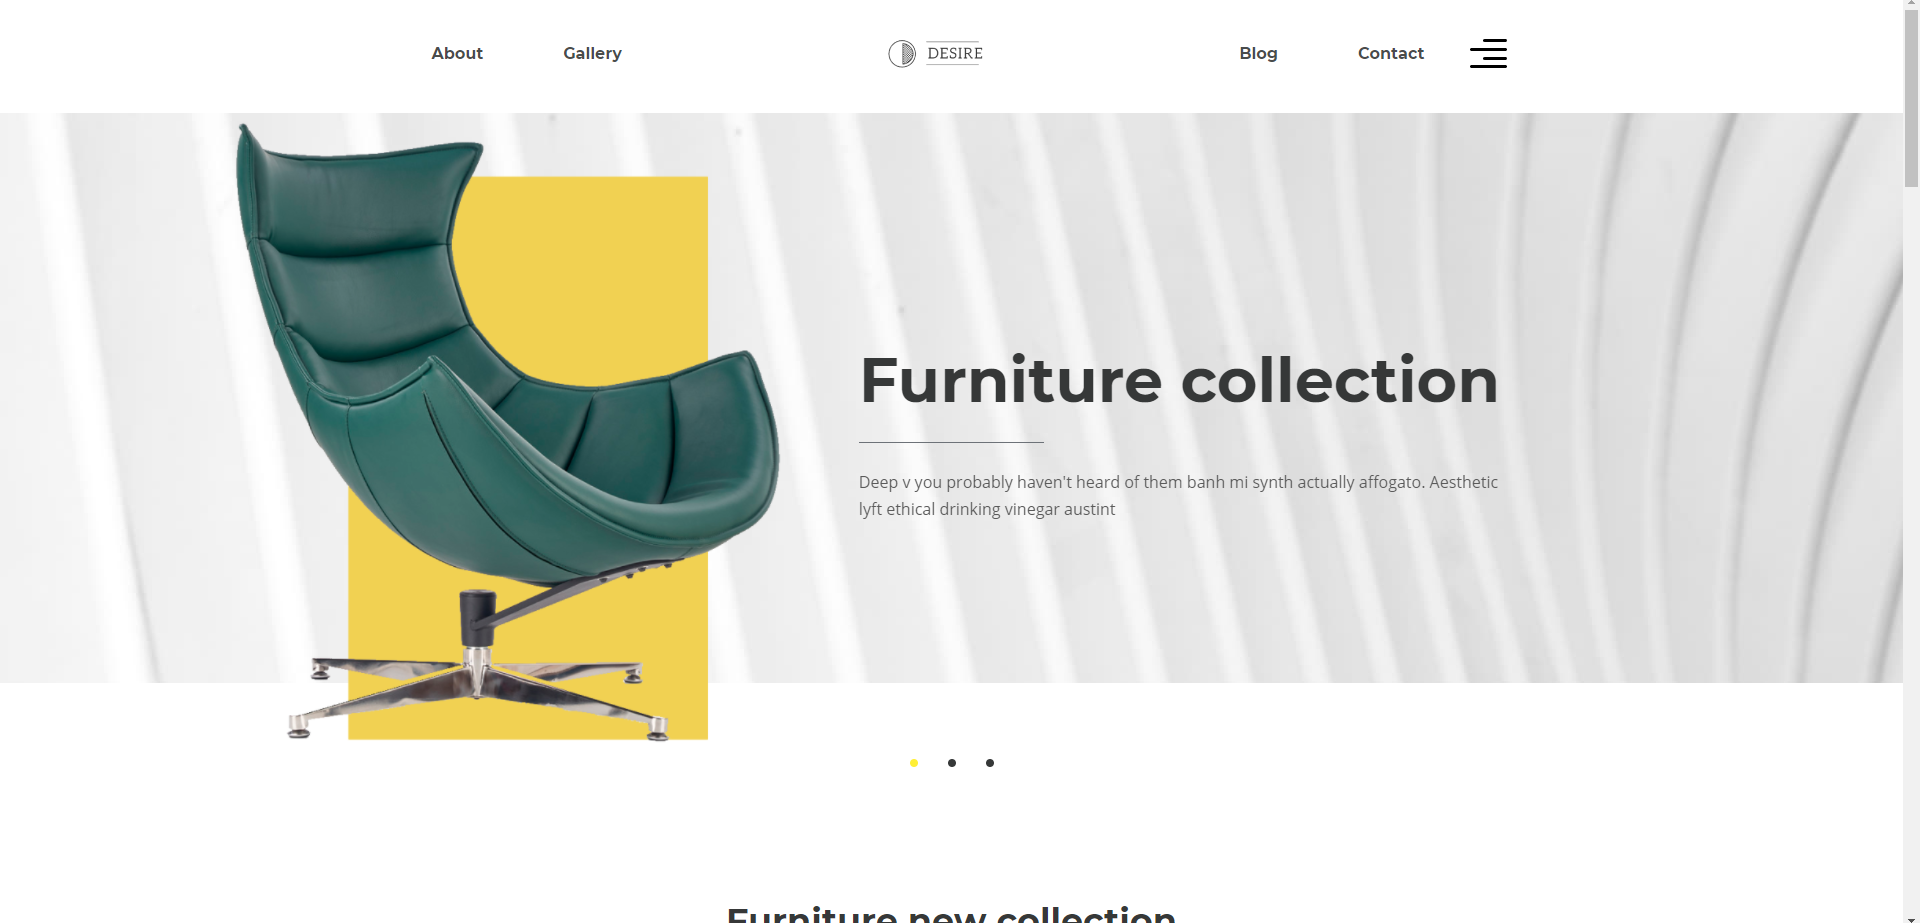 About
Gallery
DESIRE
Blog
Contact
Furniture collection
Deep v you probably haven't heard of them banh mi synth actually affogato. Aesthetic
lyft ethical drinking vinegar austint
Furniture new collection